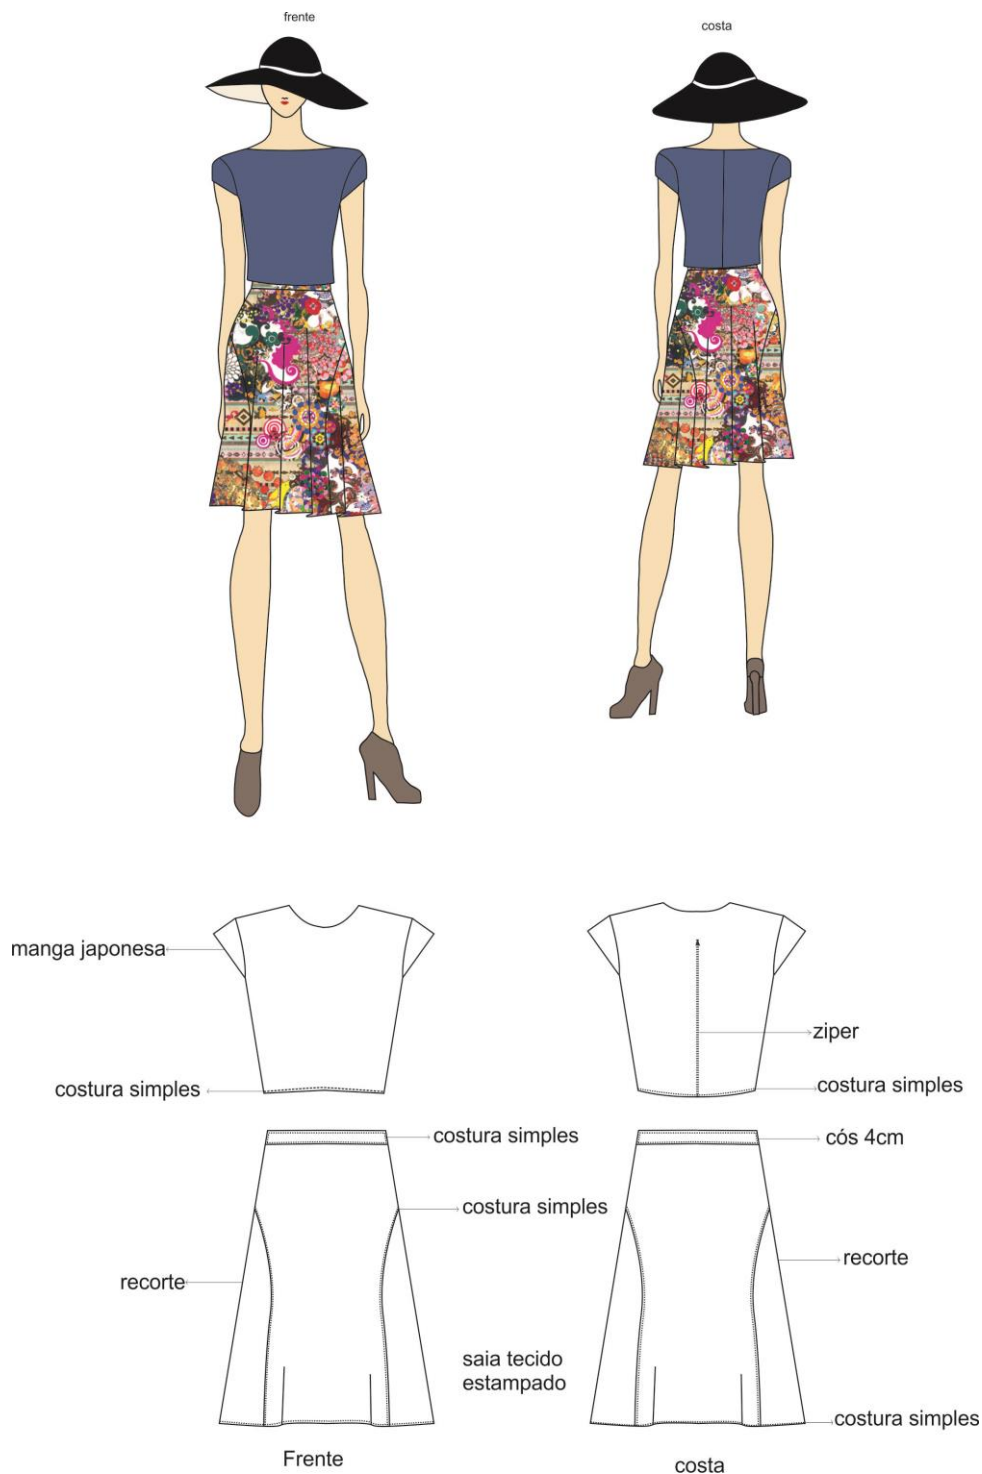 frente
costa
manga japonesa
ziper
costura simples
costura simples
costura simples
cós 4cm
costura simples
recorte
recorte
saia tecido
estampado
costura simples
Frente
costa